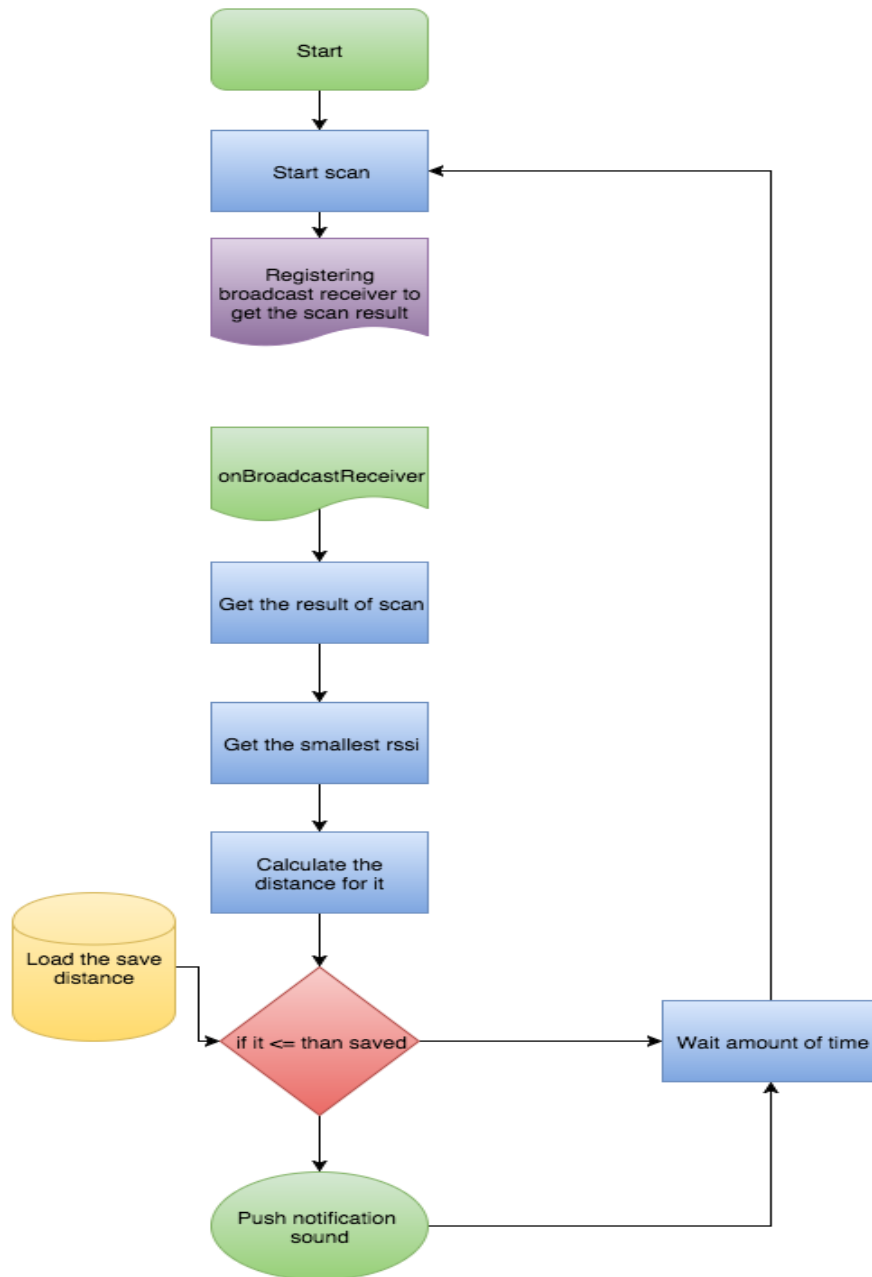 Start
Start scan
Registering
broadcast receiver to
get the scan result
onBroadcastReceiver
Get the result of scan
Get the smallest rssi
Calculate the
distance for it
Load the save
distance
if it <= than saved
Wait amount of time
Push notification
sound